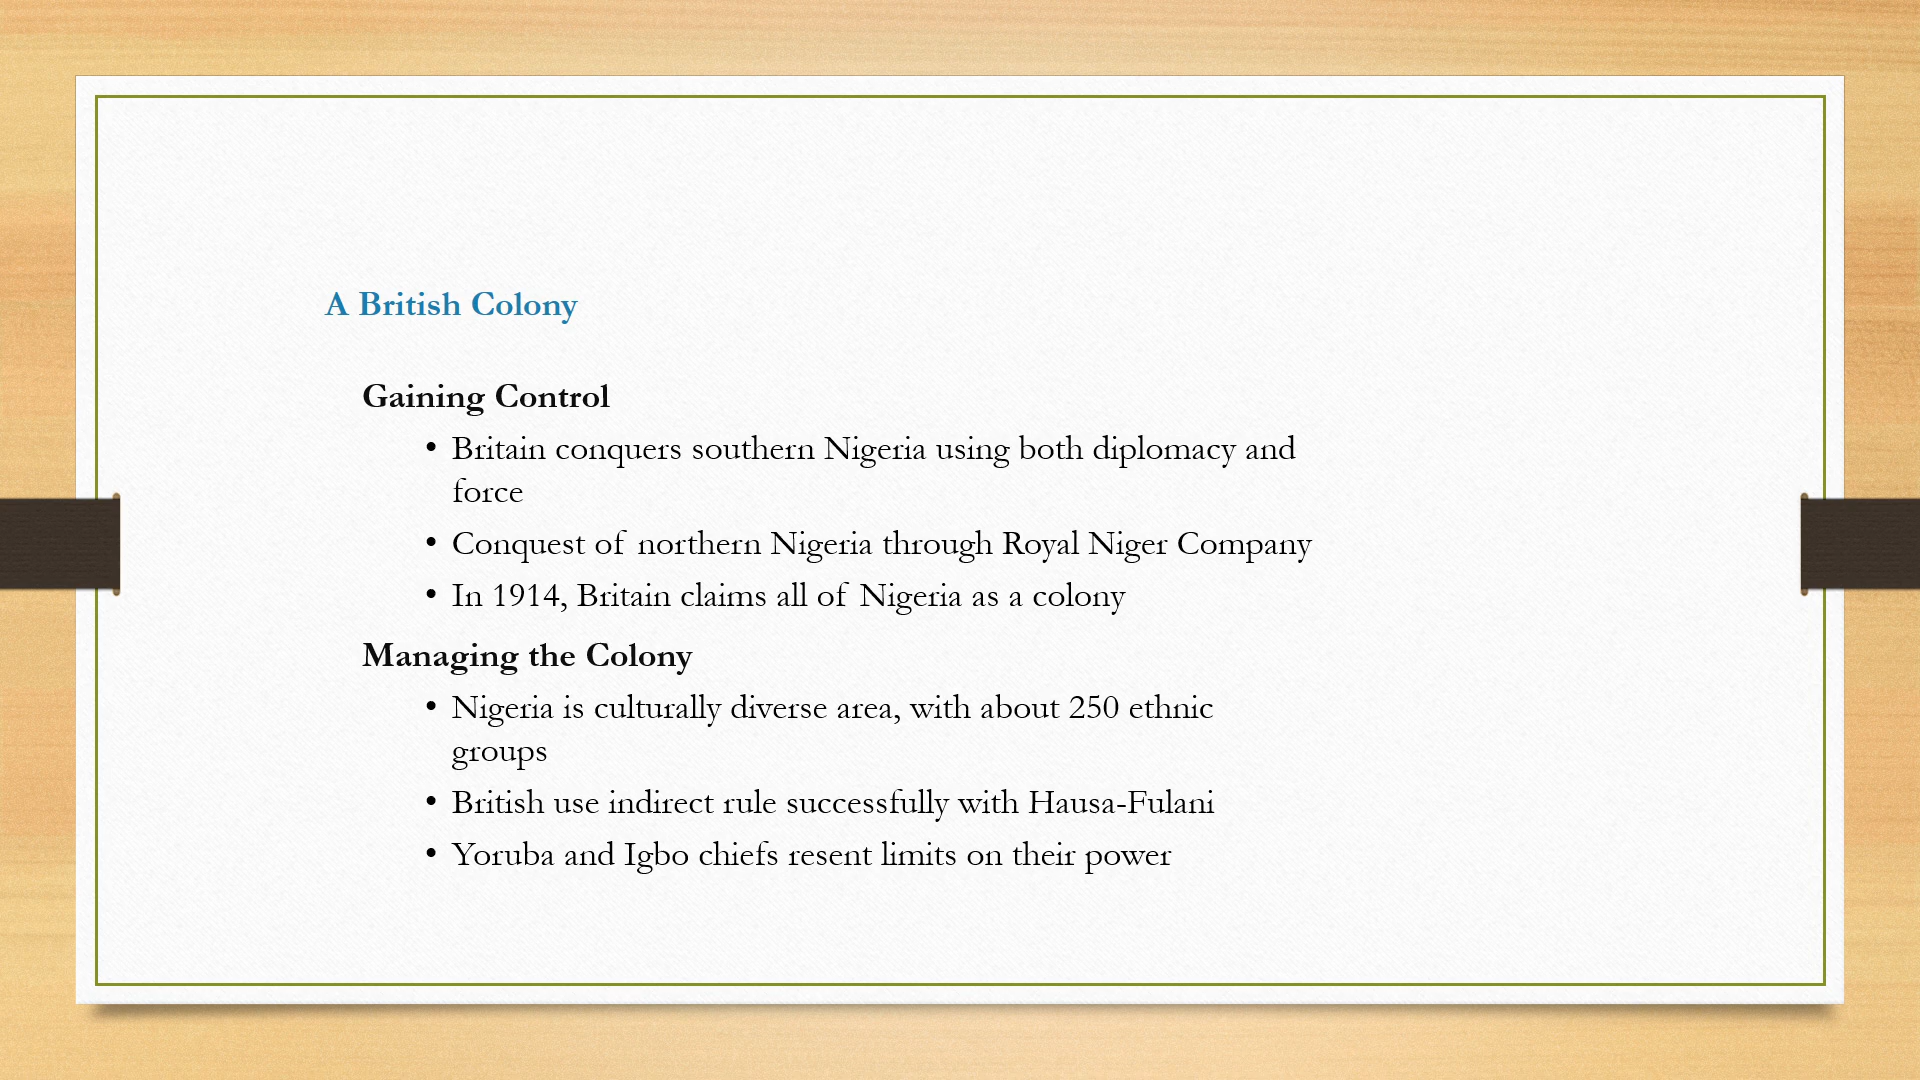 A British Colony
Gaining Control
• Britain conquers southern Nigeria using both diplomacy and
force
• Conquest of northern Nigeria through Royal Niger Company
• In 1914, Britain claims all of Nigeria as a colony
Managing the Colony
• Nigeria is culturally diverse area, with about 250 ethnic
groups
• British use indirect rule successfully with Hausa-Fulani
• Yoruba and Igbo chiefs resent limits on their power